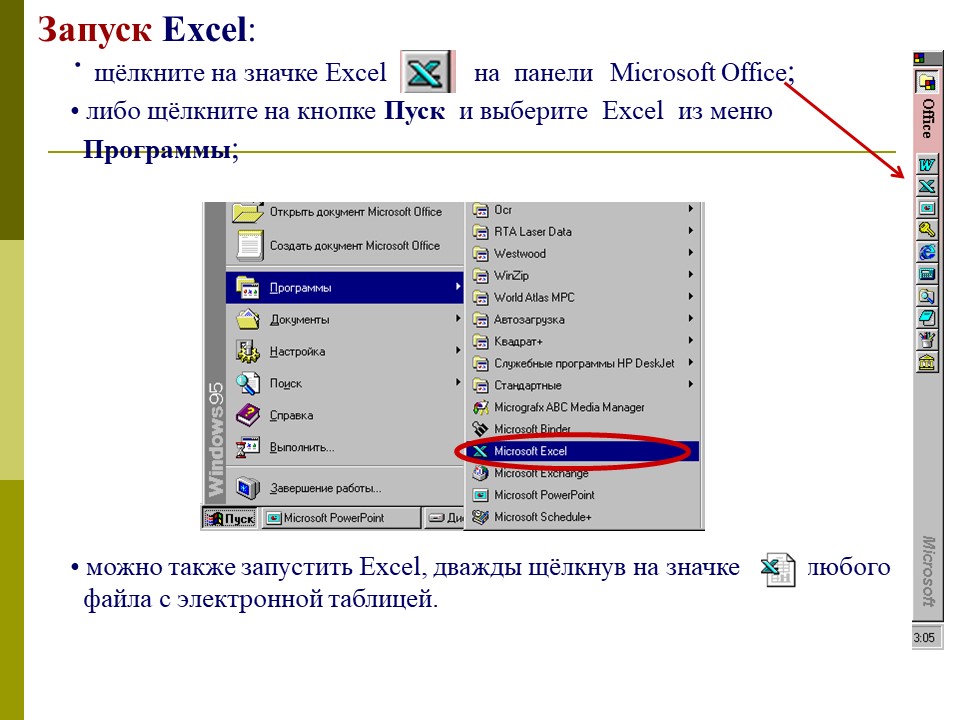 Запуск Excel:
• щёлкните на значке Excel на панели Microsoft Office;
• либо щёлкните на кнопке Пуск и выберите Excel из меню
Программы;
Office
Microsoft
3:05
Открыть документ Microsoft Office
Создать документ Microsoft Office
Программы
Документы
Настройка
Поиск
Справка
Выполнить...
Завершение работы...
Windows95
Ocr
RTA Laser Data
Westwood
WinZip
World Atlas MPC
Автозагрузка
Квадрат+
Служебные программы HP DeskJet
Стандартные
Micrografx ABC Media Manager
Microsoft Binder
Microsoft Excel
Microsoft Exchange
Microsoft PowerPoint
Microsoft Schedule+
Пуск Microsoft PowerPoint Ди
• можно также запустить Excel, дважды щёлкнув на значке любого
файла с электронной таблицей.